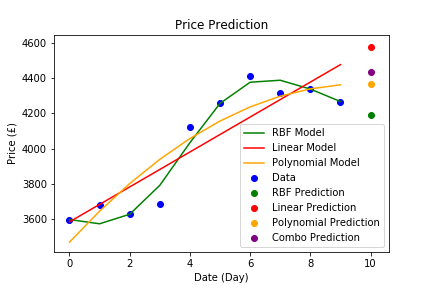 Price Prediction
Price (£)
4600
4400
4200
4000
3800
3600
RBF Model
Linear Model
Polynomial Model
Data
RBF Prediction
Linear Prediction
Polynomial Prediction
Combo Prediction
0 2 4 6 8 10
Date (Day)